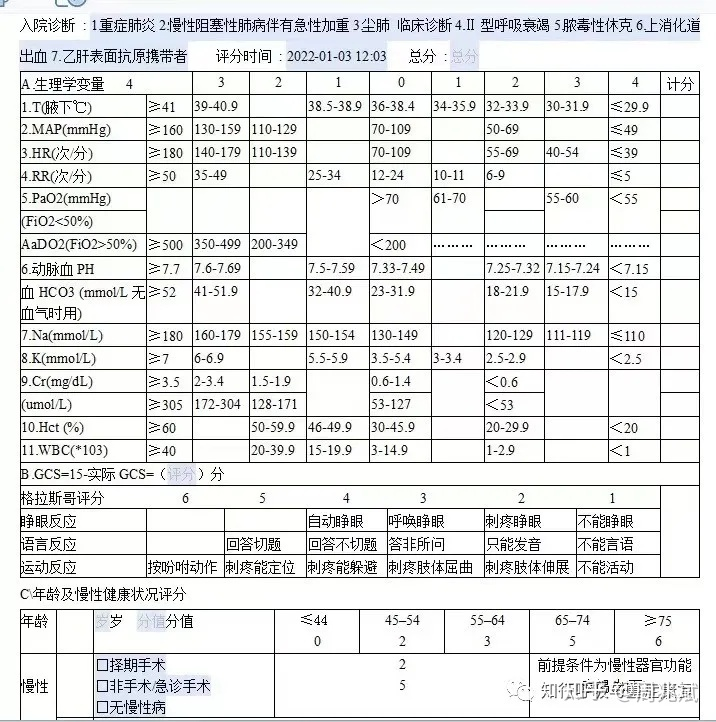 入院诊断：1重症肺炎 2.慢性阻塞性肺病伴有急性加重 3尘肺 临床诊断 4.Ⅱ 型呼吸衰竭 5.脓毒性休克 6.上消化道
出血 7.乙肝表面抗原携带者 评分时间：2022-01-03 12:03 总分：总分
A.生理学变量 4 3 2 1 0 1 2 3 4 计分
1.T(腋下℃) ≥41 39-40.9 38.5-38.9 36-38.4 34-35.9 32-33.9 30-31.9 ≤29.9
2.MAP(mmHg) ≥160 130-159 110-129 70-109 50-69 ≤49
3.HR(次/分) ≥180 140-179 110-139 70-109 55-69 40-54 ≤39
4.RR(次/分) ≥50 35-49 25-34 12-24 10-11 6-9 ≤5
5.PaO2(mmHg) ＞70 61-70 55-60 ＜55
(FiO2<50%)
AaDO2(FiO2>50%) ≥500 350-499 200-349 ＜200 ……… ……… ……… ………
6.动脉血 PH ≥7.7 7.6-7.69 7.5-7.59 7.33-7.49 7.25-7.32 7.15-7.24 ＜7.15
血 HCO3 (mmol/L 无 ≥52 41-51.9 32-40.9 23-31.9 18-21.9 15-17.9 ＜15
血气时用)
7.Na(mmol/L) ≥180 160-179 155-159 150-154 130-149 120-129 111-119 ≤110
8.K(mmol/L) ≥7 6-6.9 5.5-5.9 3.5-5.4 3-3.4 2.5-2.9 ＜2.5
9.Cr(mg/dL) ≥3.5 2-3.4 1.5-1.9 0.6-1.4 ＜0.6
(umol/L) ≥305 172-304 128-171 53-127 ＜53
10.Hct (%) ≥60 50-59.9 46-49.9 30-45.9 20-29.9 ＜20
11.WBC(*103) ≥40 20-39.9 15-19.9 3-14.9 1-2.9 ＜1
B.GCS=15-实际 GCS=（评分）分
格拉斯哥评分 6 5 4 3 2 1
睁眼反应 自动睁眼 呼唤睁眼 刺疼睁眼 不能睁眼
语言反应 回答切题 回答不切题 答非所问 只能发音 不能言语
运动反应 按吩咐动作 刺疼能定位 刺疼能躲避 刺疼肢体屈曲 刺疼肢体伸展 不能活动
C\年龄及慢性健康状况评分
年龄 岁岁 分值分值 ≤44 45–54 55–64 65–74 ≥75
0 2 3 5 6
慢性 □择期手术 2 前提条件为慢性器官功能
□非手术/急诊手术 5
□无慢性病